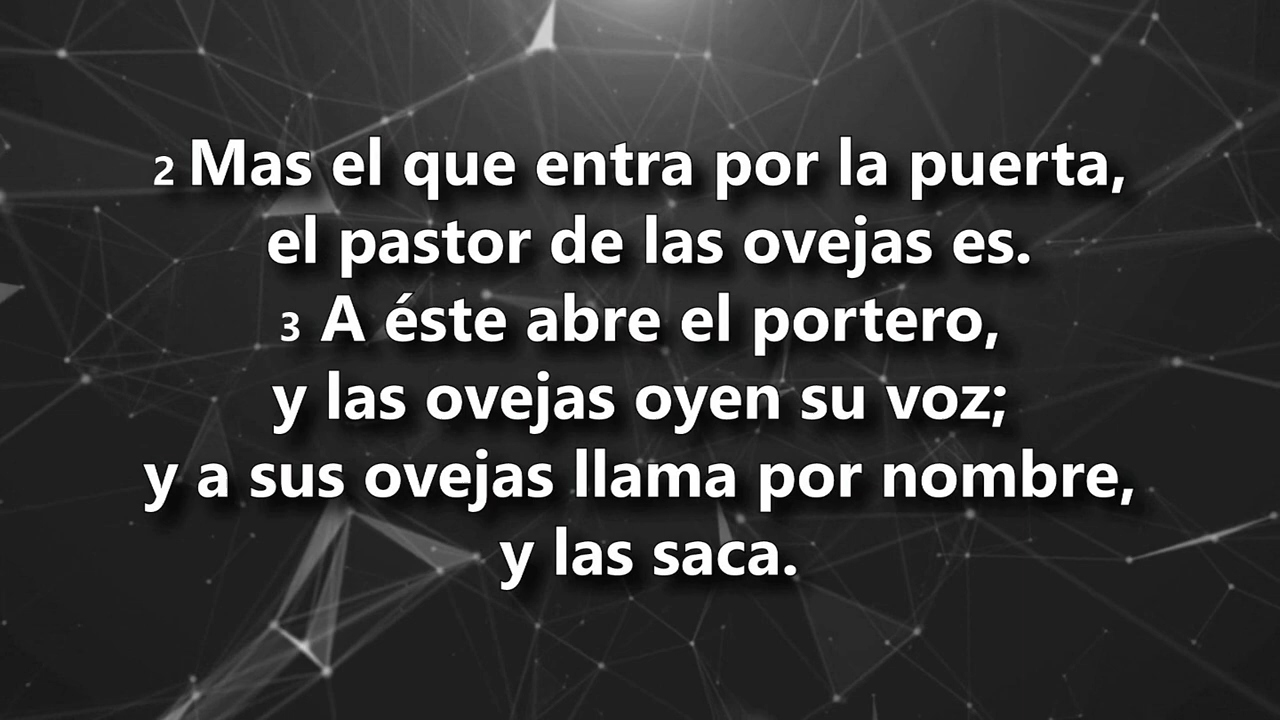 2 Mas el que entra por la puerta,
el pastor de las ovejas es.
3 A éste abre el portero,
y las ovejas oyen su voz;
y a sus ovejas llama por nombre,
y las saca.